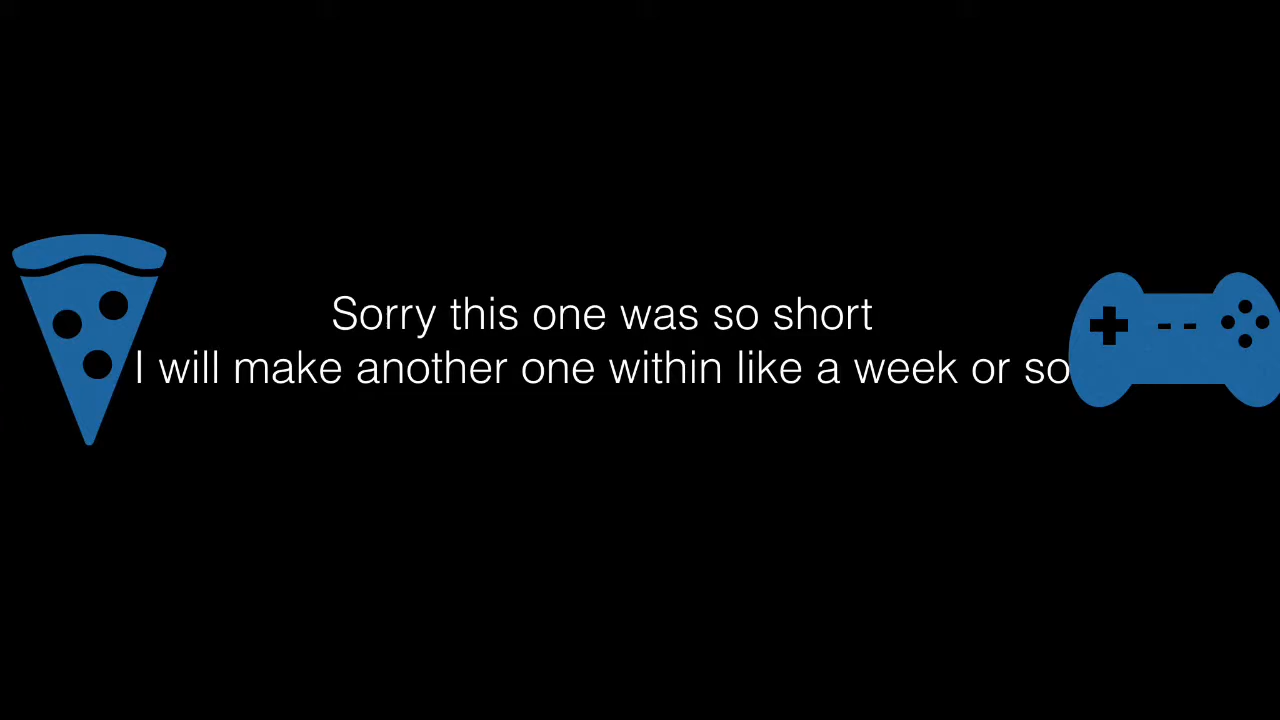 Sorry this one was so short
I will make another one within like a week or so